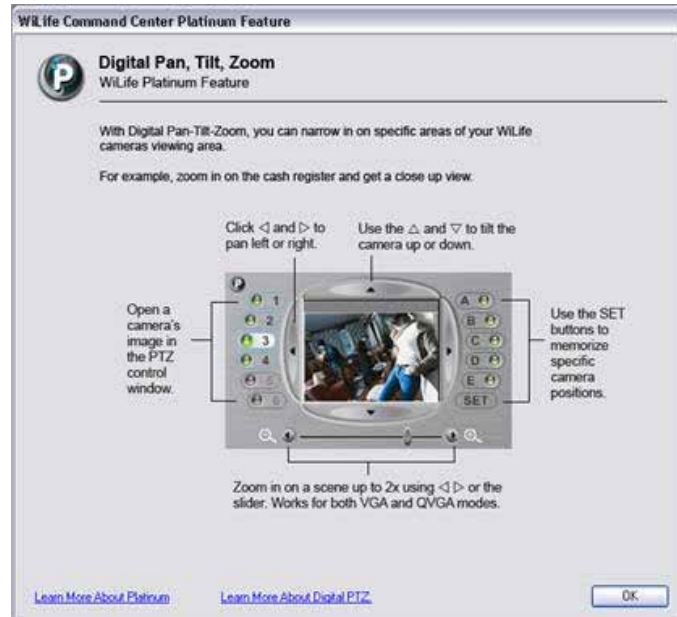 WiLife Command Center Platinum Feature
P
Digital Pan, Tilt, Zoom
WiLife Platinum Feature
With Digital Pan-Tilt-Zoom, you can narrow in on specific areas of your WiLife
cameras viewing area.
For example, zoom in on the cash register and get a close up view.
Click ◁ and ▷ to
pan left or right.
Use the △ and ▽ to tilt the
camera up or down.
Open a
camera's
image in
the PTZ
control
window.
P
1
2
3
4
5
6
A
B
C
D
E
SET
Use the SET
buttons to
memorize
specific
camera
positions.
Zoom in on a scene up to 2x using ◁ ▷ or the
slider. Works for both VGA and QVGA modes.
Learn More About Platinum
Learn More About Digital PTZ
OK